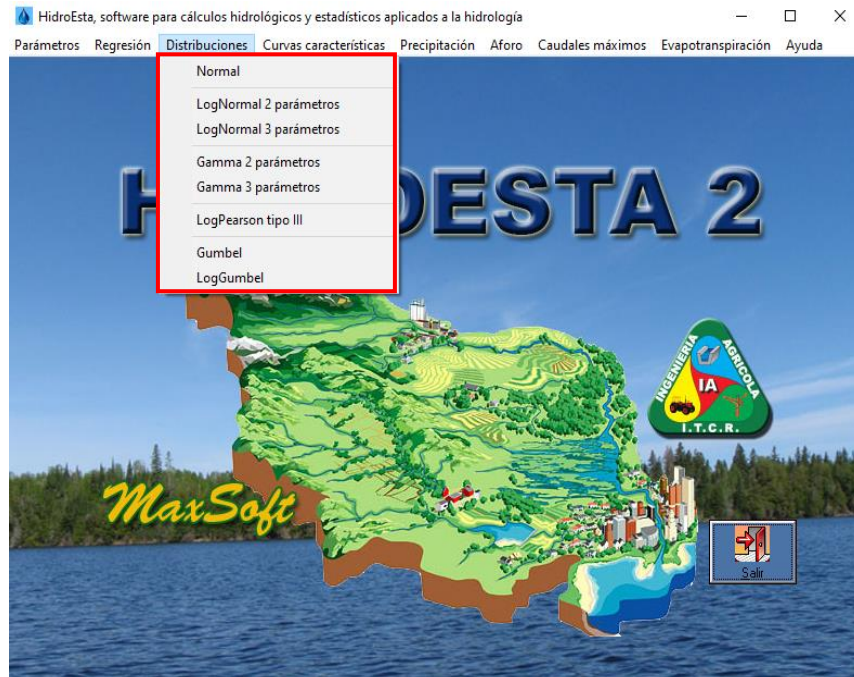 HidroEsta, software para cálculos hidrológicos y estadísticos aplicados a la hidrología
Parámetros Regresión Distribuciones Curvas características Precipitación Aforo Caudales máximos Evapotranspiración Ayuda
Normal
LogNormal 2 parámetros
LogNormal 3 parámetros
Gamma 2 parámetros
Gamma 3 parámetros
LogPearson tipo III
Gumbel
LogGumbel
H OESTA 2
INGENIERIA AGRICOLA
IA
I.T.C.R.
MaxSoft
Salir